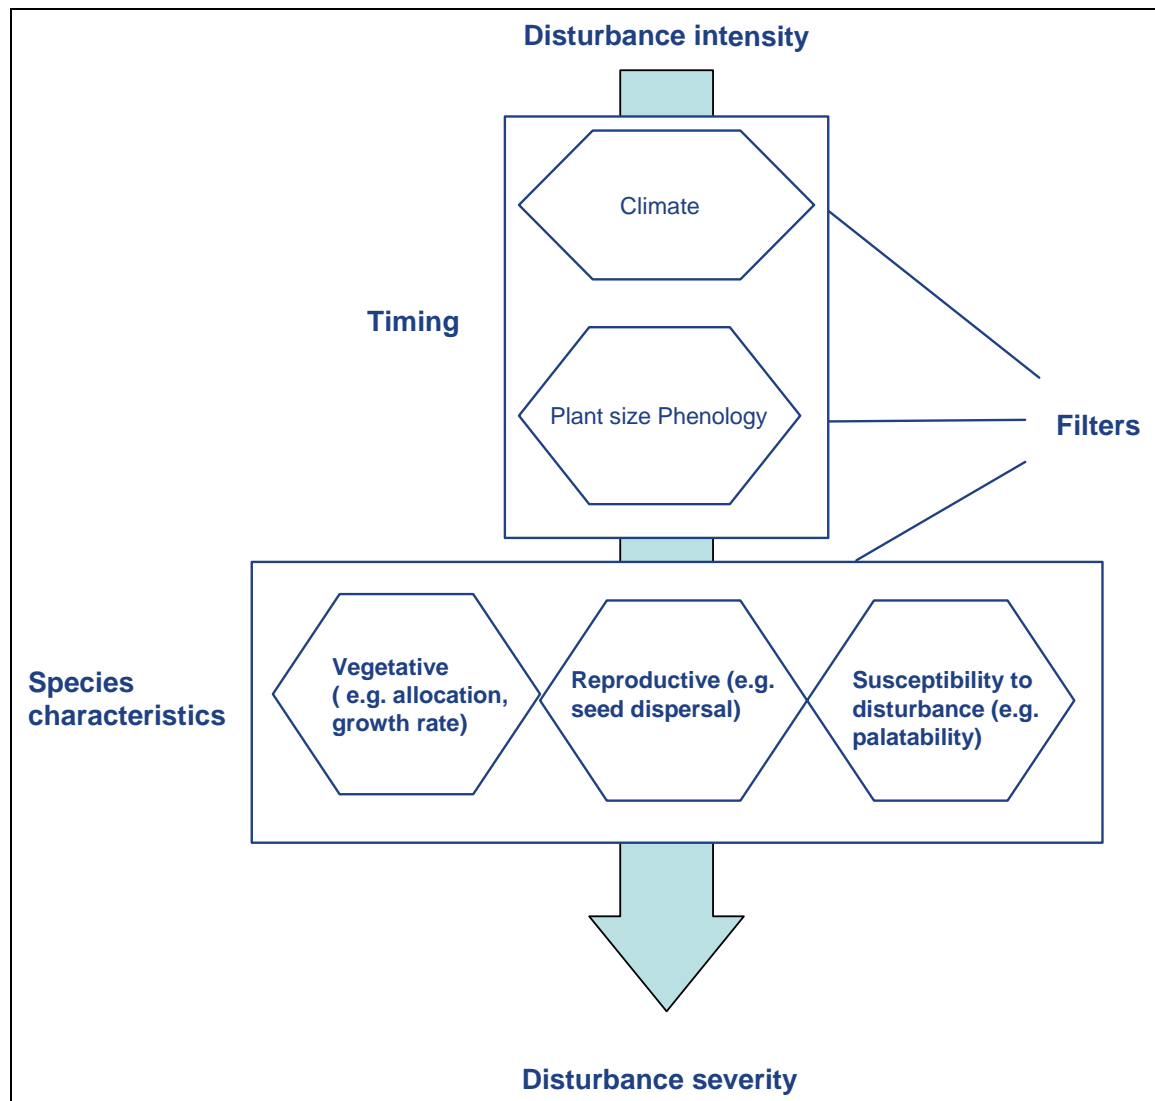 Disturbance intensity
Climate
Timing
Plant size Phenology
Filters
Species
characteristics
Vegetative
( e.g. allocation,
growth rate)
Reproductive (e.g.
seed dispersal)
Susceptibility to
disturbance (e.g.
palatability)
Disturbance severity